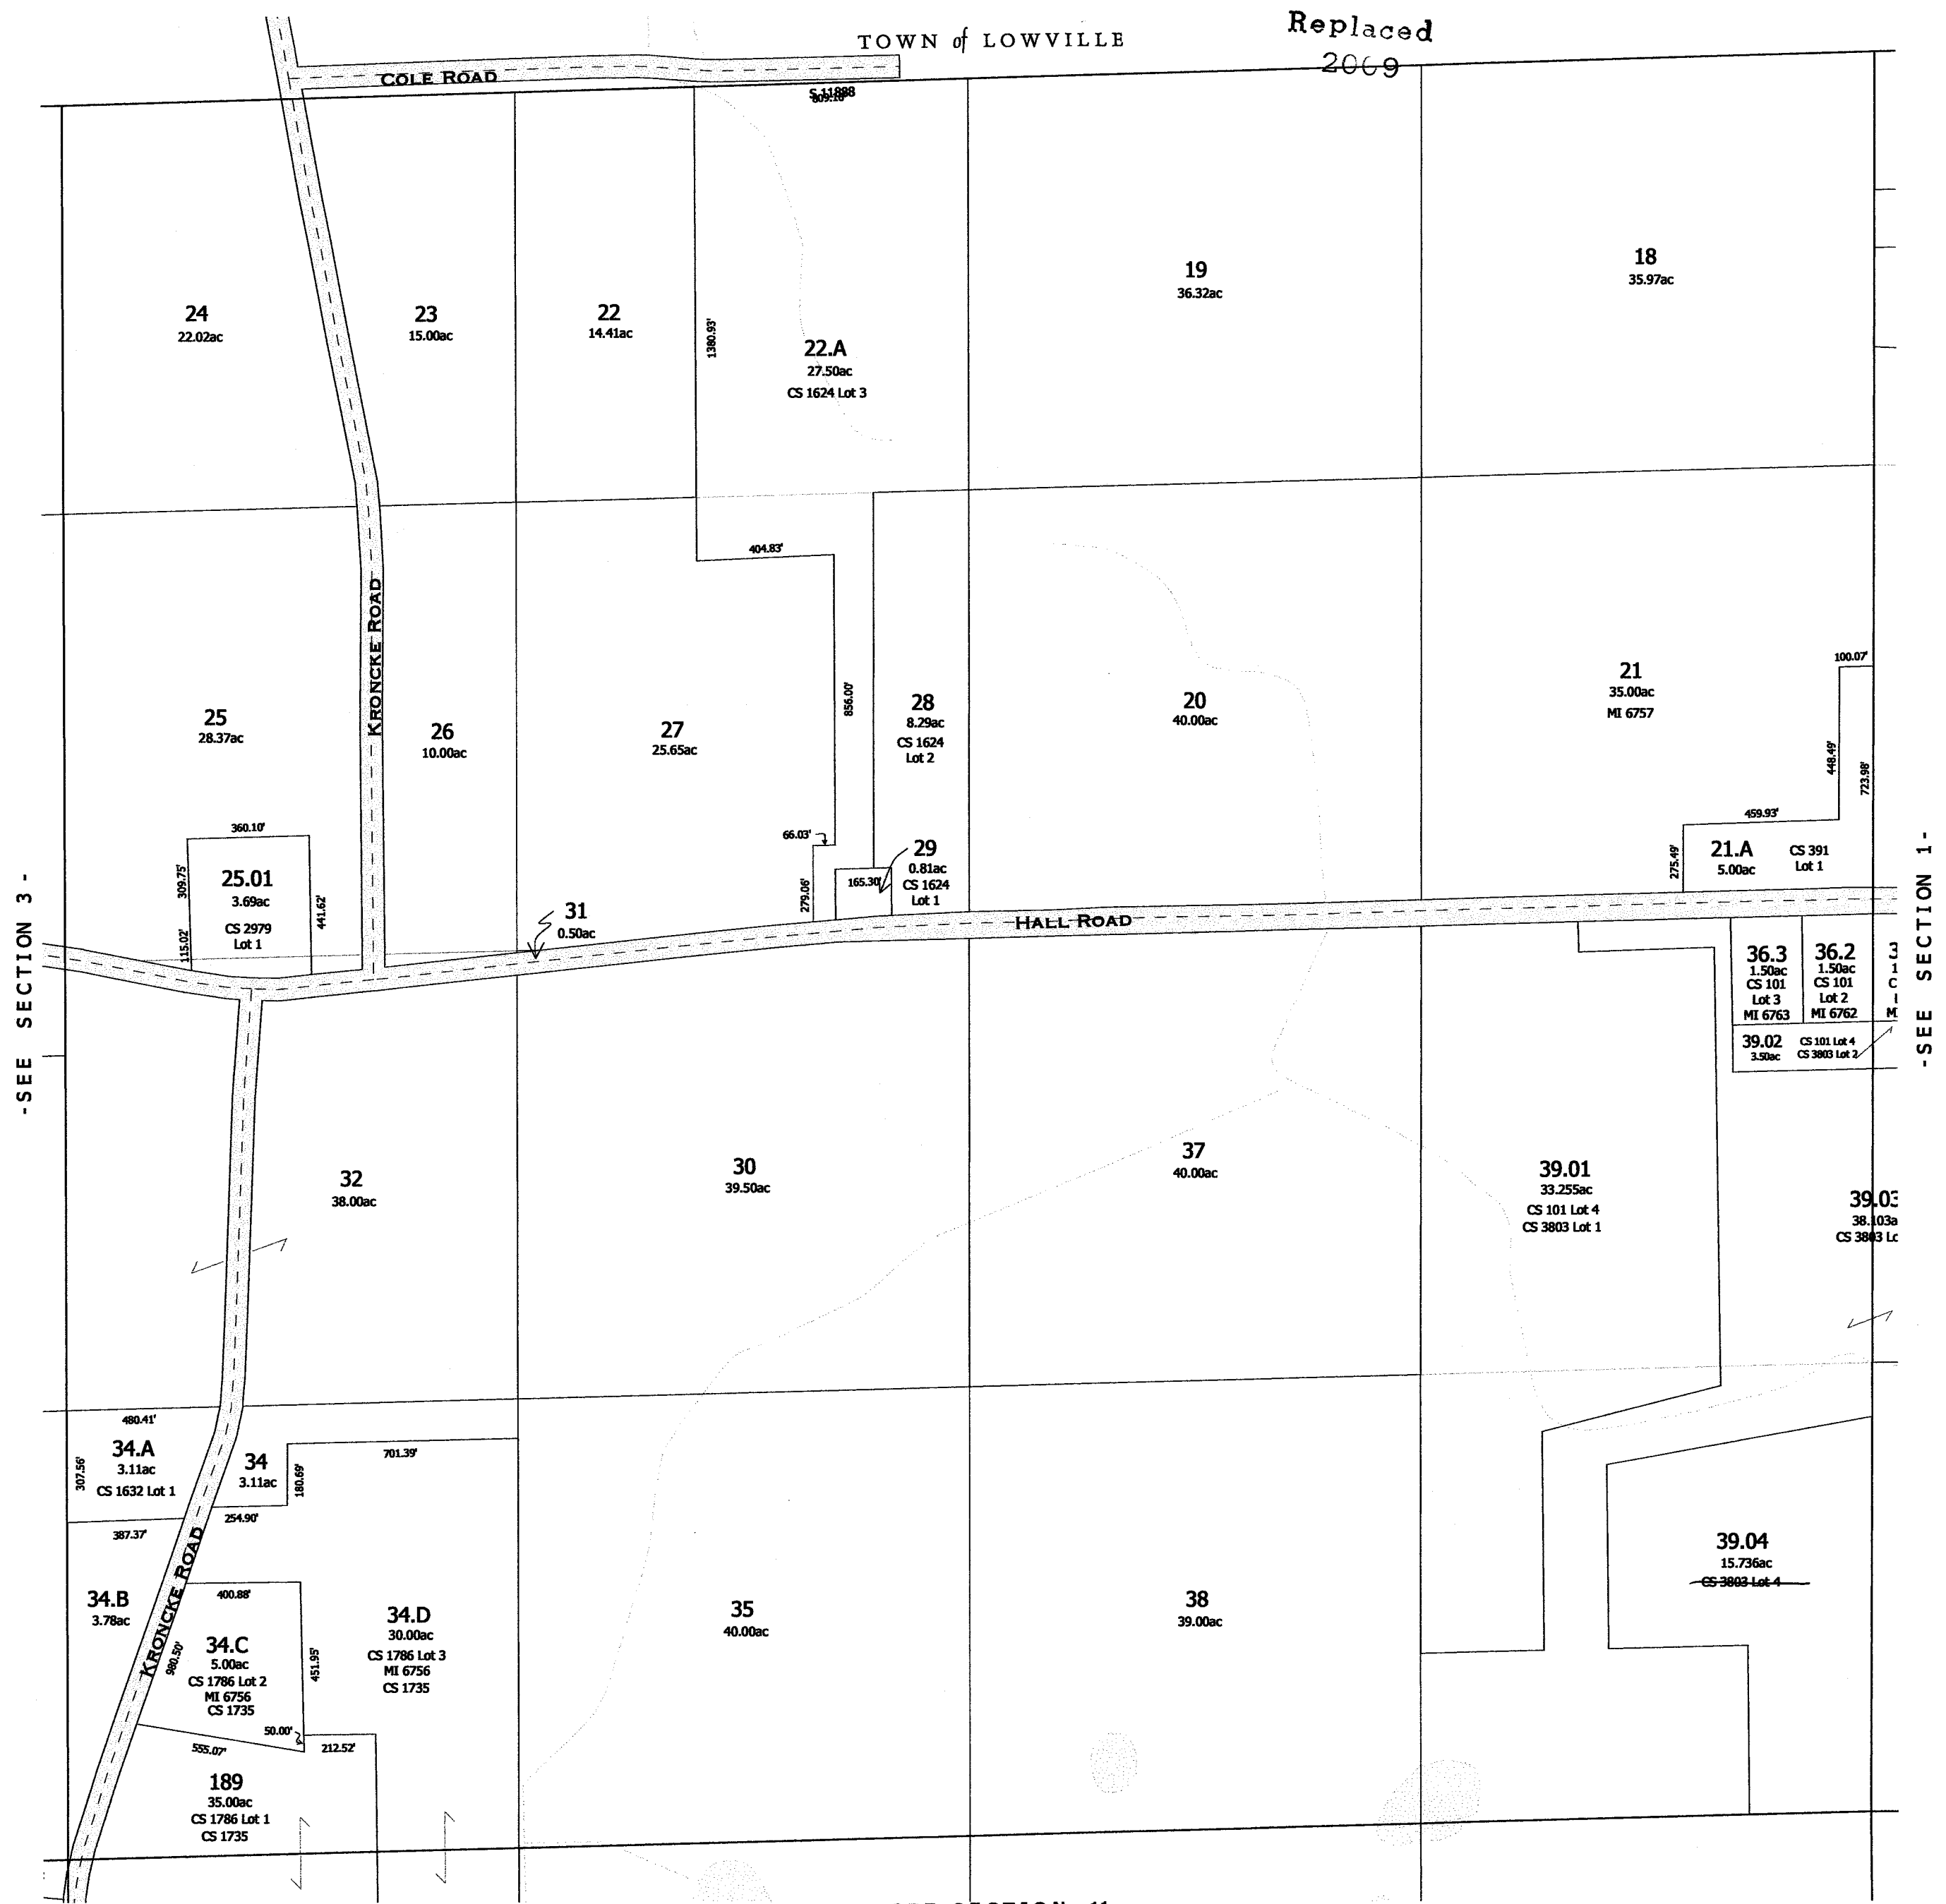 TOWN of LOWVILLE
Replaced
2009
COLE ROAD
S 11888
24
22.02ac
23
15.00ac
22
14.41ac
1380.93'
22.A
27.50ac
CS 1624 Lot 3
19
36.32ac
18
35.97ac
404.83'
KRONCKE ROAD
25
28.37ac
26
10.00ac
27
25.65ac
856.00'
28
8.29ac
CS 1624
Lot 2
20
40.00ac
21
35.00ac
MI 6757
100.07'
448.49'
723.98'
459.93'
275.49'
21.A
5.00ac
CS 391
Lot 1
360.10'
309.75'
115.02'
441.62'
25.01
3.69ac
CS 2979
Lot 1
66.03'
279.06'
165.30'
29
0.81ac
CS 1624
Lot 1
31
0.50ac
HALL ROAD
-SEE SECTION 3 -
-SEE SECTION 1-
36.3
1.50ac
CS 101
Lot 3
MI 6763
36.2
1.50ac
CS 101
Lot 2
MI 6762
39.02
3.50ac
CS 101 Lot 4
CS 3803 Lot 2
32
38.00ac
30
39.50ac
37
40.00ac
39.01
33.255ac
CS 101 Lot 4
CS 3803 Lot 1
39.03
38.103a
CS 3803 Lo
480.41'
34.A
3.11ac
CS 1632 Lot 1
307.56'
387.37'
34
3.11ac
180.69'
254.90'
701.39'
34.B
3.78ac
KRONCKE ROAD
980.50'
400.88'
34.C
5.00ac
CS 1786 Lot 2
MI 6756
CS 1735
451.95'
50.00'
555.07'
212.52'
34.D
30.00ac
CS 1786 Lot 3
MI 6756
CS 1735
35
40.00ac
38
39.00ac
39.04
15.736ac
CS 3803 Lot 4
189
35.00ac
CS 1786 Lot 1
CS 1735